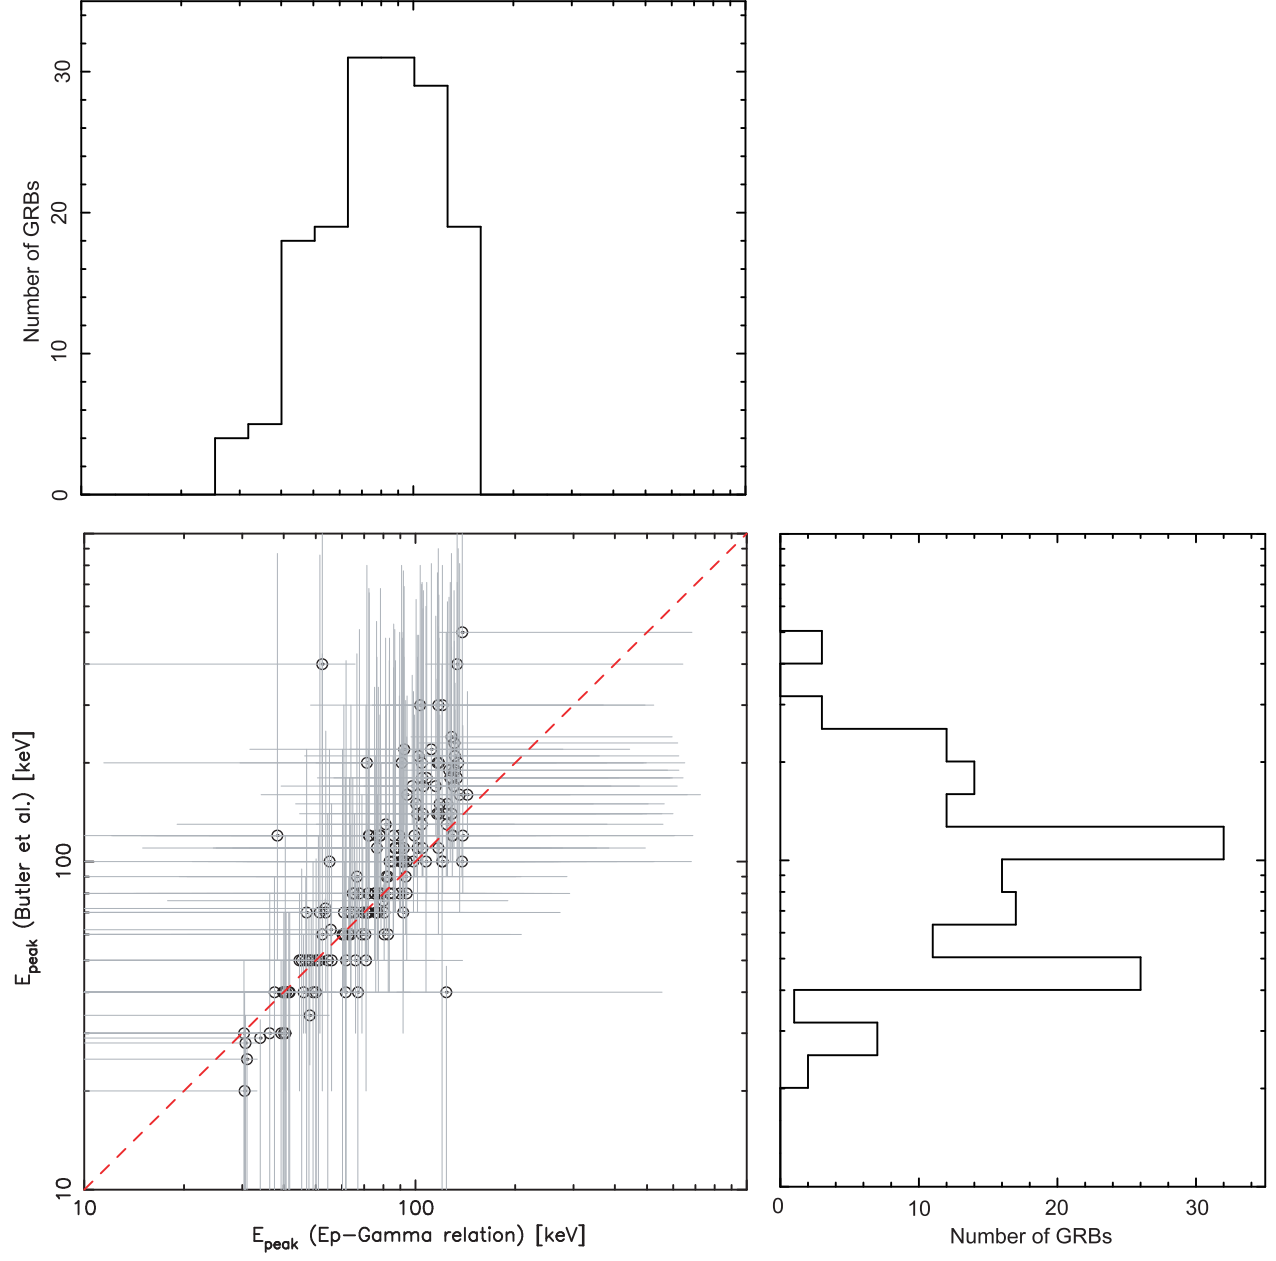 30
20
10
0
Number of GRBs
100
10
E_peak (Butler et al.) [keV]
10 100
E_peak (Ep-Gamma relation) [keV]
0 10 20 30
Number of GRBs